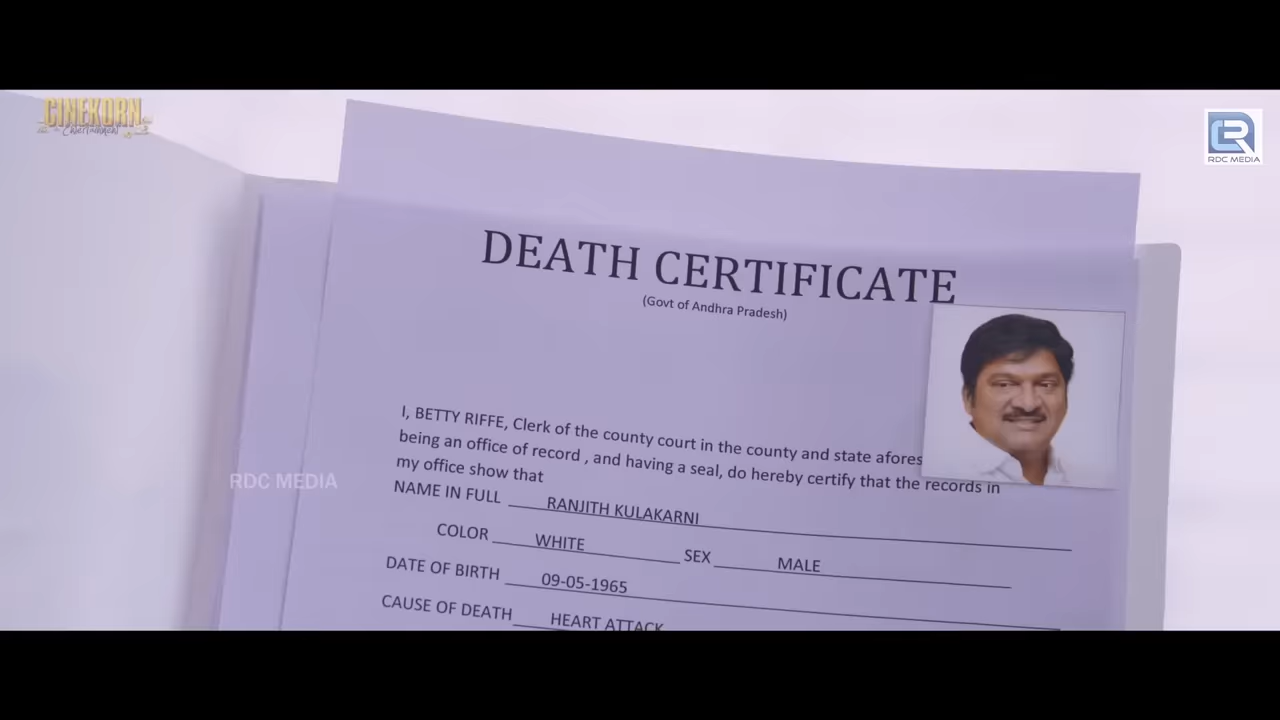 CINEKORN
Entertainment
RDC MEDIA
DEATH CERTIFICATE
(Govt of Andhra Pradesh)
I, BETTY RIFFE, Clerk of the county court in the county and state afores
being an office of record , and having a seal, do hereby certify that the records in
my office show that
RDC MEDIA
NAME IN FULL RANJITH KULAKARNI
COLOR WHITE SEX MALE
DATE OF BIRTH 09-05-1965
CAUSE OF DEATH HEART ATTACK